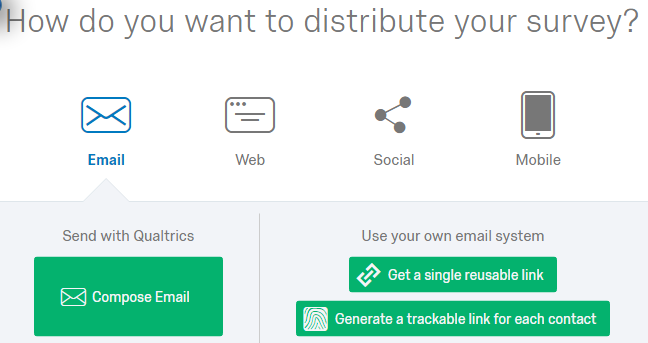 How do you want to distribute your survey?
Email
Web
Social
Mobile
Send with Qualtrics
Compose Email
Use your own email system
Get a single reusable link
Generate a trackable link for each contact